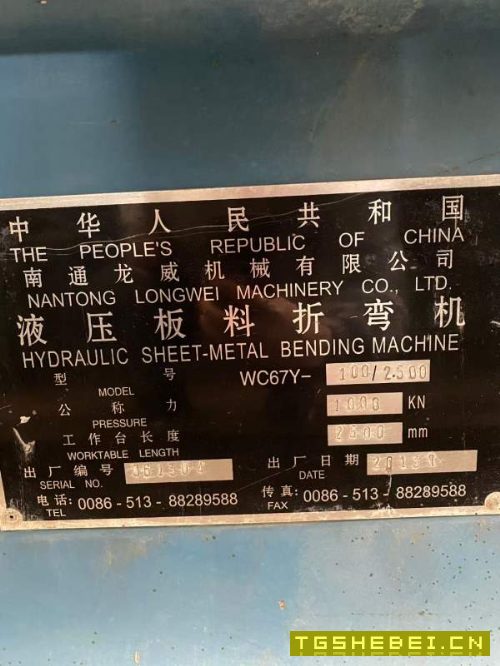 中华人民共和国
THE PEOPLE'S REPUBLIC OF CHINA
南通龙威机械有限公司
NANTONG LONGWEI MACHINERY CO., LTD.
液压板料折弯机
HYDRAULIC SHEET-METAL BENDING MACHINE
型号 WC67Y- 100/2500
MODEL
公称力 1000 KN
PRESSURE
工作台长度 2500 mm
WORKTABLE LENGTH
出厂编号 出厂日期
SERIAL NO. DATE
电话: 0086-513-88289588 传真: 0086-513-88289588
TEL FAX
TGSHEBEI.CN